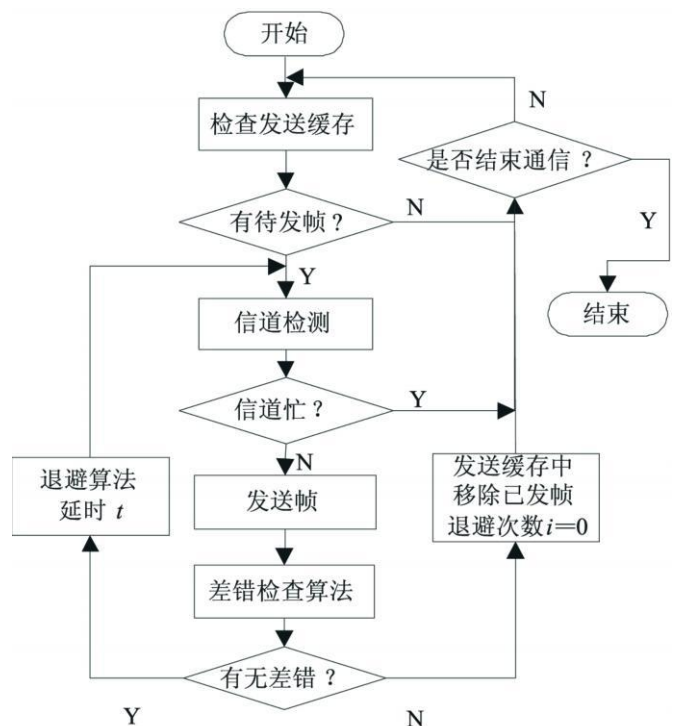 开始
N
检查发送缓存
是否结束通信？
有待发帧？
N
Y
Y
信道检测
结束
信道忙？
Y
N
退避算法
延时 t
发送帧
发送缓存中
移除已发帧
退避次数i=0
差错检查算法
有无差错？
Y
N